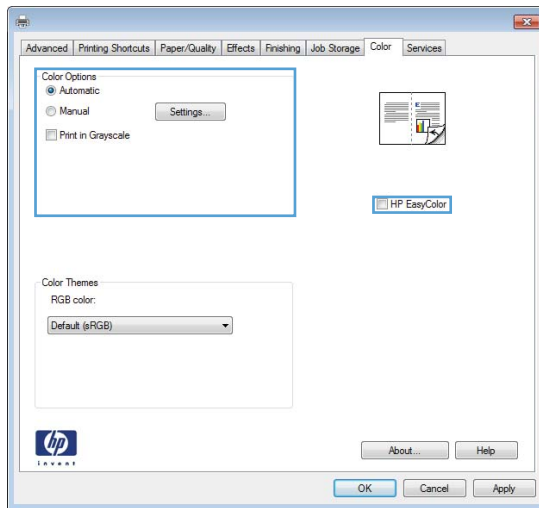 Advanced Printing Shortcuts Paper/Quality Effects Finishing Job Storage Color Services
Color Options
Automatic
Manual Settings...
Print in Grayscale
HP EasyColor
Color Themes
RGB color:
Default (sRGB)
hp
invent
About... Help
OK Cancel Apply